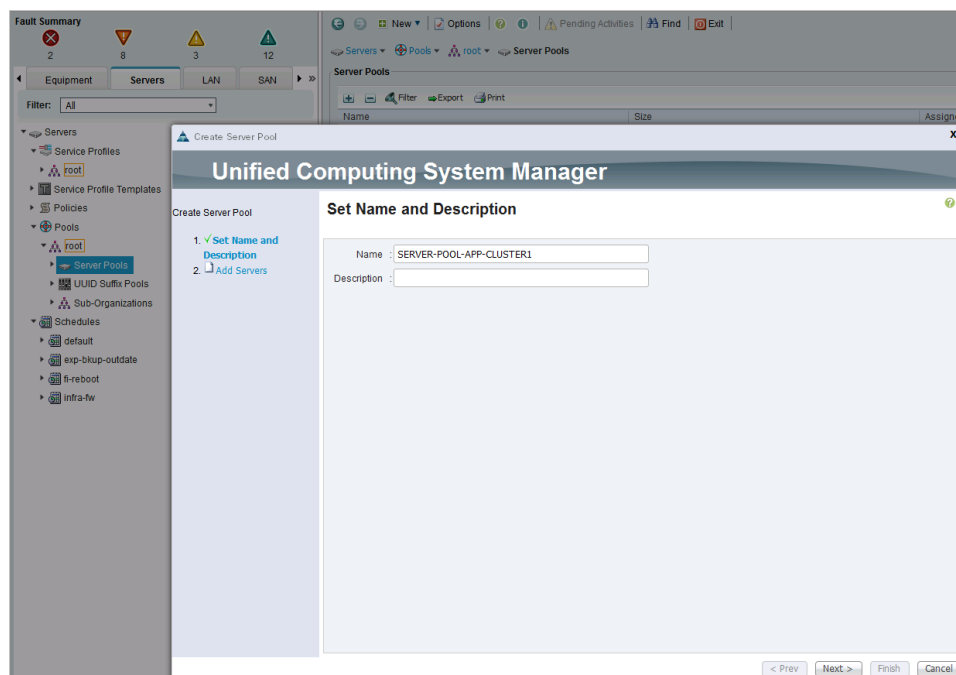 Fault Summary
2 8 3 12
Equipment Servers LAN SAN
Filter: All
Servers
Service Profiles
root
Service Profile Templates
Policies
Pools
root
Server Pools
UUID Suffix Pools
Sub-Organizations
Schedules
default
exp-bkup-outdate
fi-reboot
infra-fw
New Options Pending Activities Find Exit
Servers Pools root Server Pools
Server Pools
Filter Export Print
Name Size Assigne
Create Server Pool x
Unified Computing System Manager
Create Server Pool
1. √Set Name and
Description
2. Add Servers
Set Name and Description
Name : SERVER-POOL-APP-CLUSTER1
Description :
< Prev Next > Finish Cancel